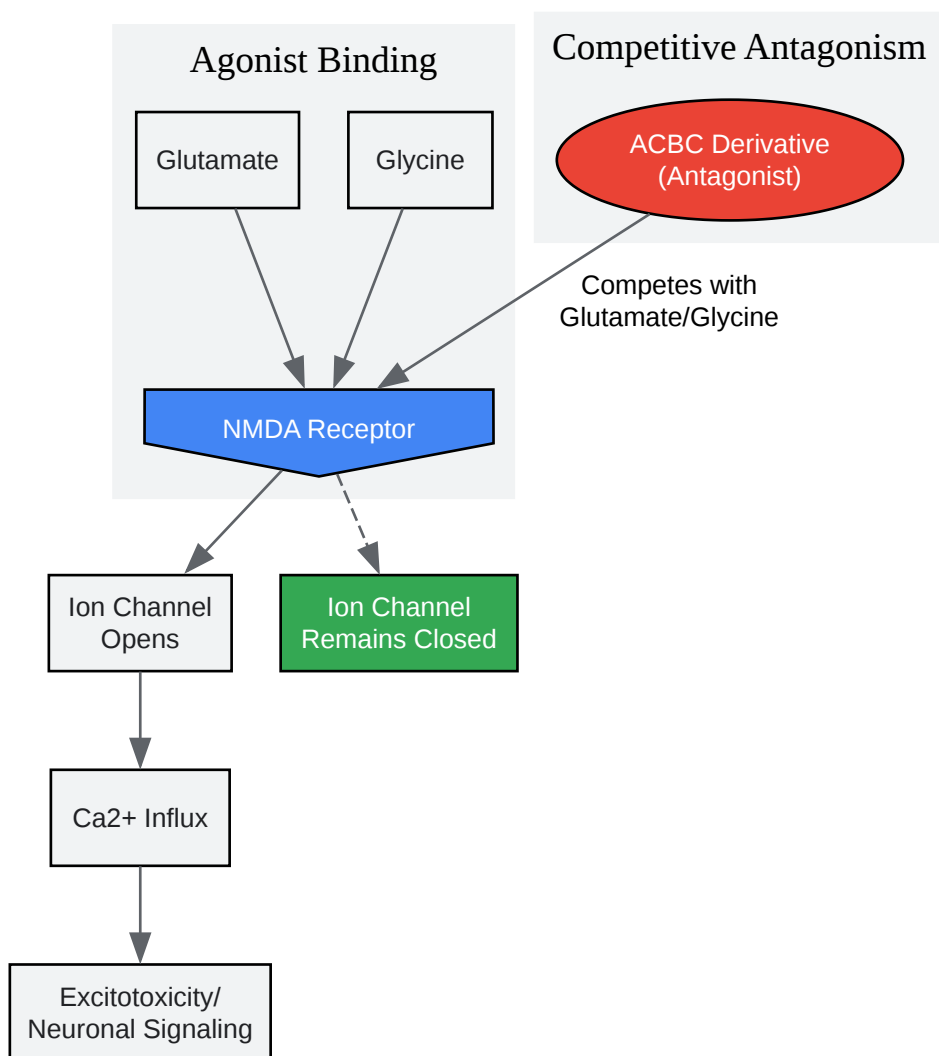 Agonist Binding
Competitive Antagonism
Glutamate
Glycine
ACBC Derivative
(Antagonist)
Competes with
Glutamate/Glycine
NMDA Receptor
Ion Channel
Opens
Ion Channel
Remains Closed
Ca2+ Influx
Excitotoxicity/
Neuronal Signaling